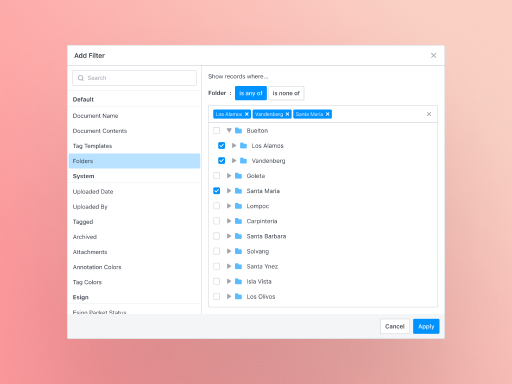 Add Filter
Search
Default
Document Name
Document Contents
Tag Templates
Folders
System
Uploaded Date
Uploaded By
Tagged
Archived
Attachments
Annotation Colors
Tag Colors
Esign
Esign Packet Status
Show records where...
Folder : is any of is none of
Los Alamos Vandenberg Santa Maria
Buelton
Los Alamos
Vandenberg
Goleta
Santa Maria
Lompoc
Carpinteria
Santa Barbara
Solvang
Santa Ynez
Isla Vista
Los Olivos
Cancel Apply